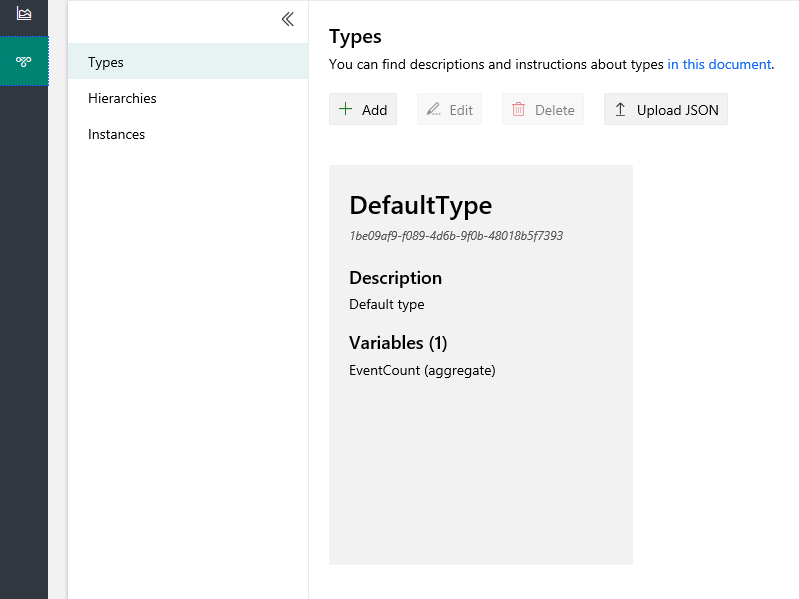 Types
Hierarchies
Instances
Types
You can find descriptions and instructions about types in this document.
Add Edit Delete Upload JSON
DefaultType
1be09af9-f089-4d6b-9f0b-48018b5f7393
Description
Default type
Variables (1)
EventCount (aggregate)